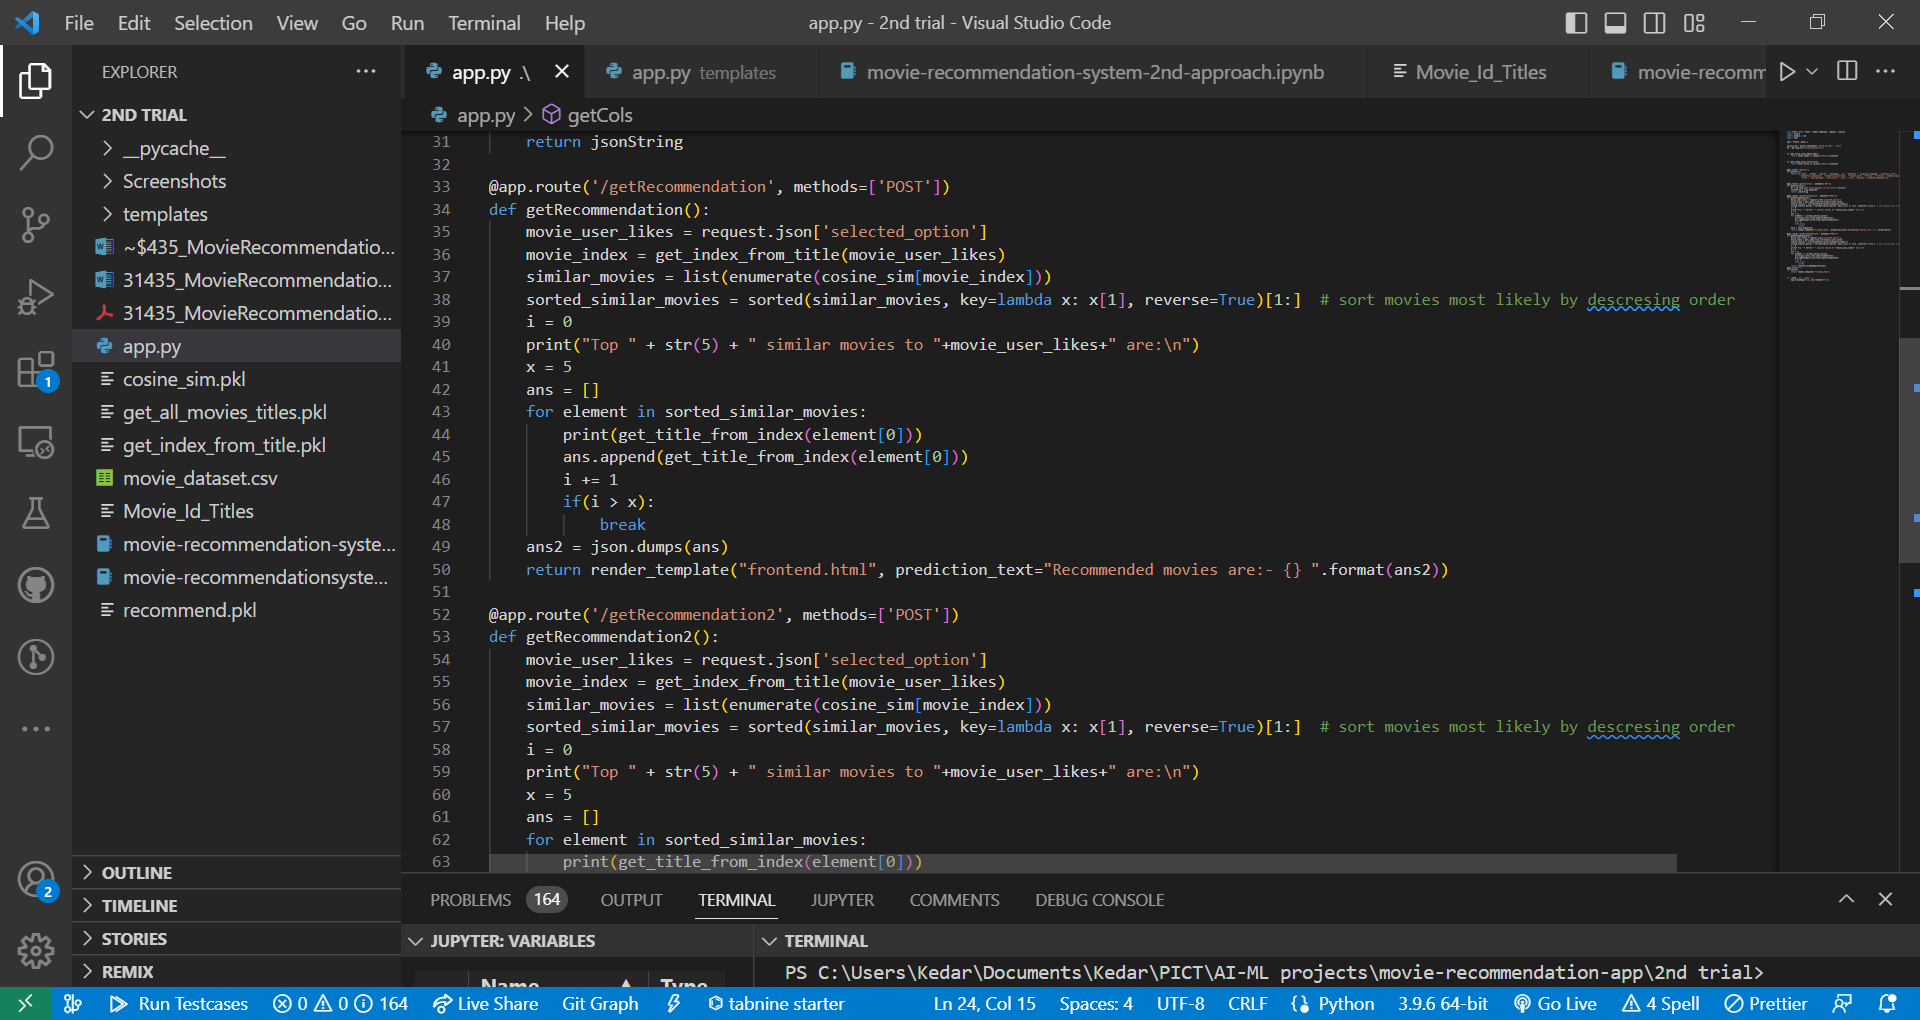 File Edit Selection View Go Run Terminal Help
app.py - 2nd trial - Visual Studio Code
EXPLORER
2ND TRIAL
__pycache__
Screenshots
templates
~$435_MovieRecommendatio...
31435_MovieRecommendatio...
31435_MovieRecommendatio...
app.py
cosine_sim.pkl
get_all_movies_titles.pkl
get_index_from_title.pkl
movie_dataset.csv
Movie_Id_Titles
movie-recommendation-syste...
movie-recommendationsyste...
recommend.pkl
OUTLINE
TIMELINE
STORIES
REMIX
1
2
app.py .\
app.py templates
movie-recommendation-system-2nd-approach.ipynb
Movie_Id_Titles
movie-recomm
app.py > getCols
31 return jsonString
32
33 @app.route('/getRecommendation', methods=['POST'])
34 def getRecommendation():
35 movie_user_likes = request.json['selected_option']
36 movie_index = get_index_from_title(movie_user_likes)
37 similar_movies = list(enumerate(cosine_sim[movie_index]))
38 sorted_similar_movies = sorted(similar_movies, key=lambda x: x[1], reverse=True)[1:]  # sort movies most likely by descresing order
39 i = 0
40 print("Top " + str(5) + " similar movies to "+movie_user_likes+" are:\n")
41 x = 5
42 ans = []
43 for element in sorted_similar_movies:
44 print(get_title_from_index(element[0]))
45 ans.append(get_title_from_index(element[0]))
46 i += 1
47 if(i > x):
48 break
49 ans2 = json.dumps(ans)
50 return render_template("frontend.html", prediction_text="Recommended movies are:- {} ".format(ans2))
51
52 @app.route('/getRecommendation2', methods=['POST'])
53 def getRecommendation2():
54 movie_user_likes = request.json['selected_option']
55 movie_index = get_index_from_title(movie_user_likes)
56 similar_movies = list(enumerate(cosine_sim[movie_index]))
57 sorted_similar_movies = sorted(similar_movies, key=lambda x: x[1], reverse=True)[1:]  # sort movies most likely by descresing order
58 i = 0
59 print("Top " + str(5) + " similar movies to "+movie_user_likes+" are:\n")
60 x = 5
61 ans = []
62 for element in sorted_similar_movies:
63 print(get_title_from_index(element[0]))
PROBLEMS 164 OUTPUT TERMINAL JUPYTER COMMENTS DEBUG CONSOLE
JUPYTER: VARIABLES
Name Type
TERMINAL
PS C:\Users\Kedar\Documents\Kedar\PICT\AI-ML projects\movie-recommendation-app\2nd trial>
Run Testcases 0 0 164 Live Share Git Graph tabnine starter Ln 24, Col 15 Spaces: 4 UTF-8 CRLF Python 3.9.6 64-bit Go Live 4 Spell Prettier